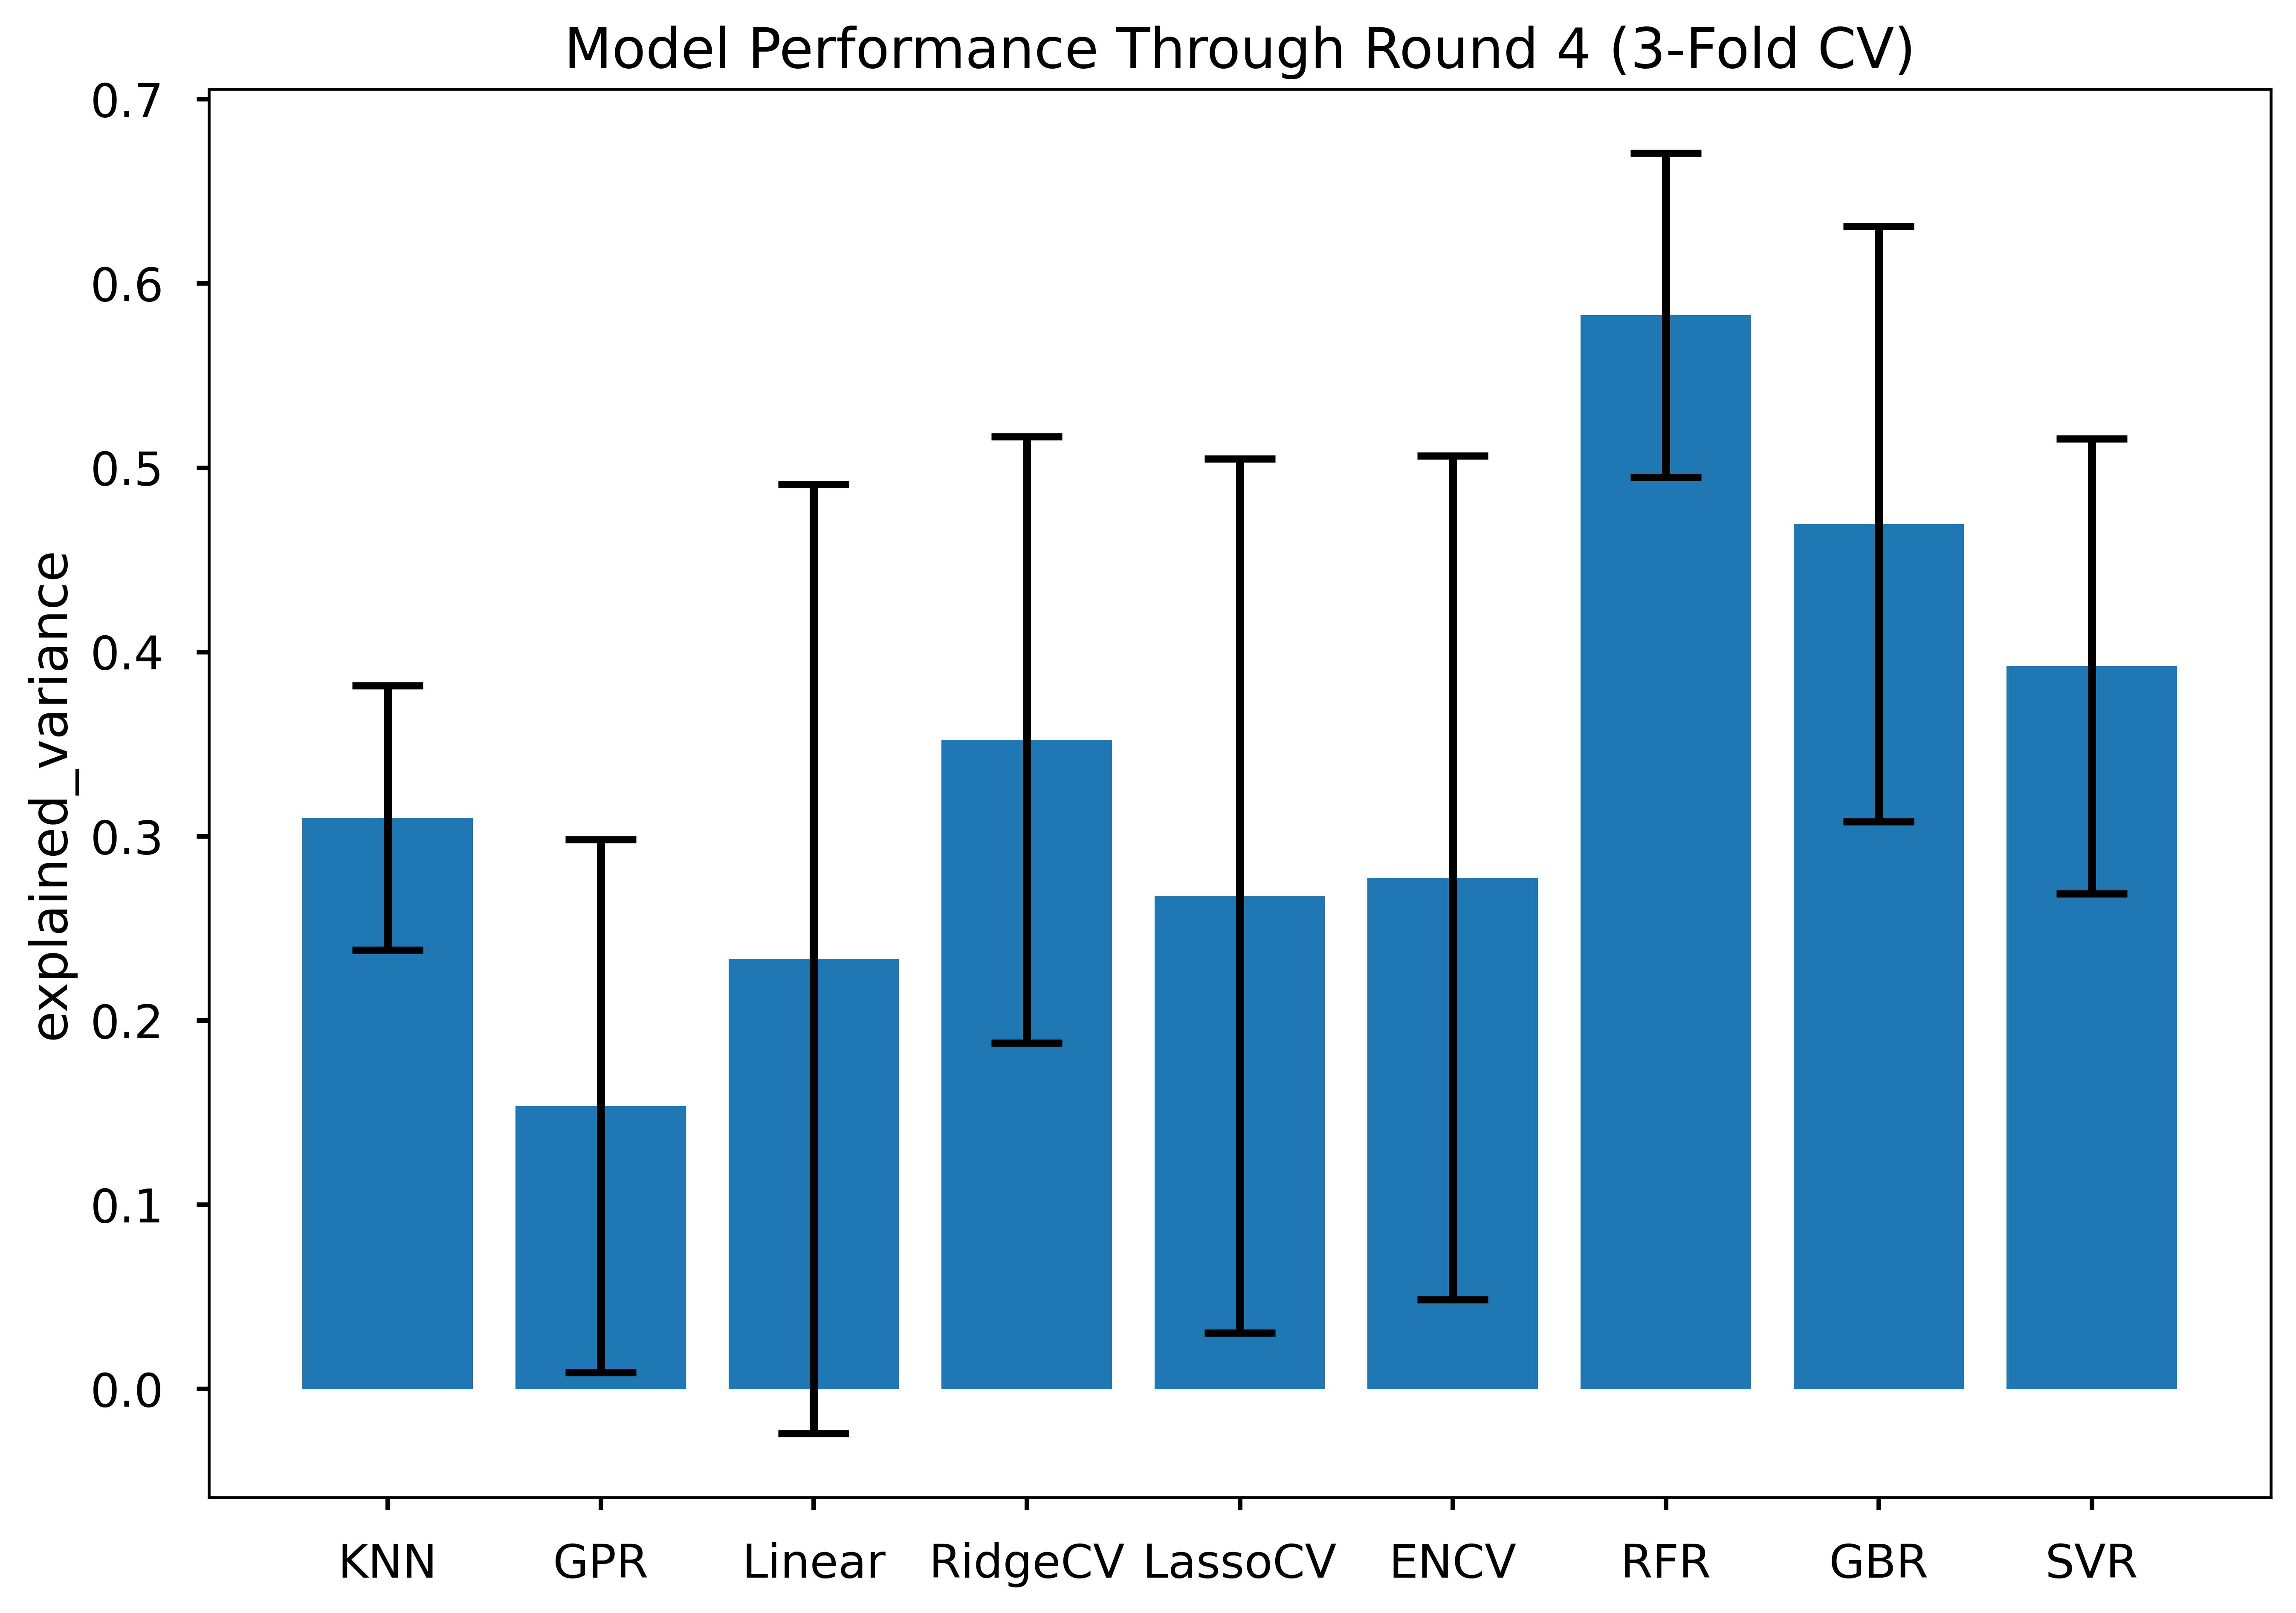 Model Performance Through Round 4 (3-Fold CV)
explained_variance
0.7
0.6
0.5
0.4
0.3
0.2
0.1
0.0
KNN GPR Linear RidgeCV LassoCV ENCV RFR GBR SVR